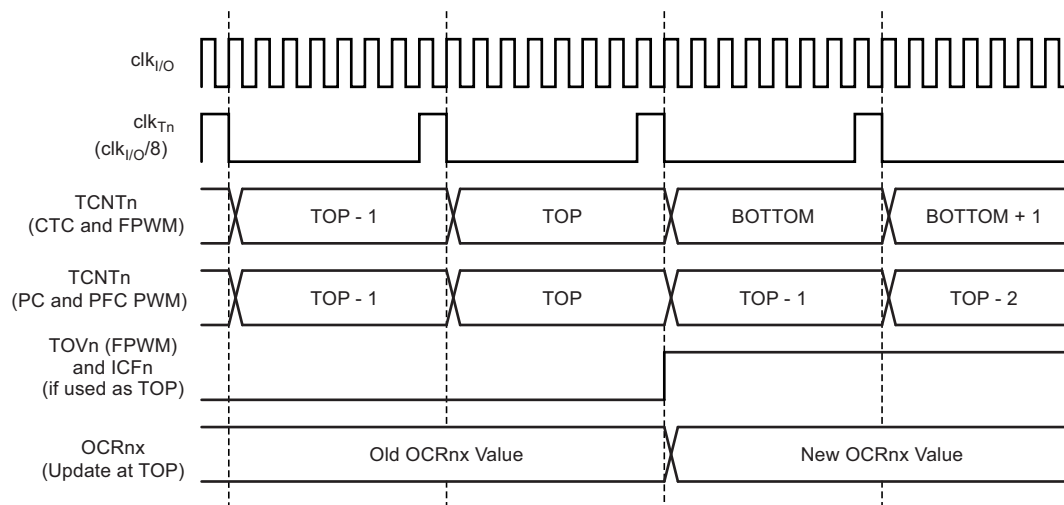 clkI/O
clkTn
(clkI/O/8)
TCNTn
(CTC and FPWM)
TOP - 1
TOP
BOTTOM
BOTTOM + 1
TCNTn
(PC and PFC PWM)
TOP - 1
TOP
TOP - 1
TOP - 2
TOVn (FPWM)
and ICFn
(if used as TOP)
OCRnx
(Update at TOP)
Old OCRnx Value
New OCRnx Value